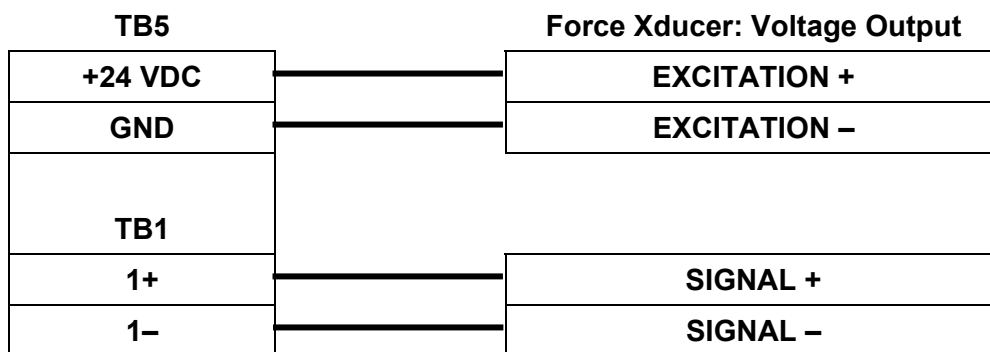 TB5 Force Xducer: Voltage Output
+24 VDC EXCITATION +
GND EXCITATION –
TB1
1+ SIGNAL +
1– SIGNAL –